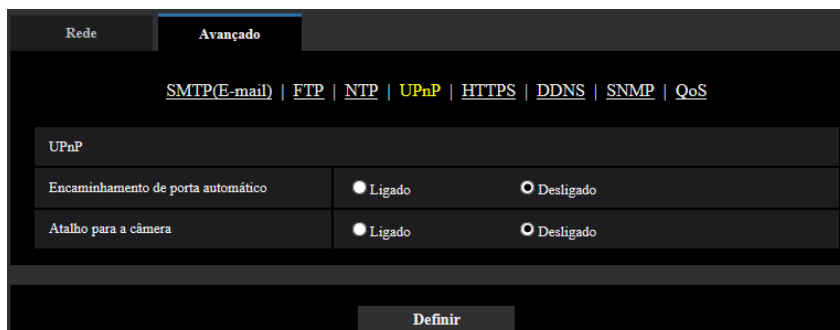 Rede Avançado
SMTP(E-mail) | FTP | NTP | UPnP | HTTPS | DDNS | SNMP | QoS
UPnP
Encaminhamento de porta automático Ligado Desligado
Atalho para a câmera Ligado Desligado
Definir